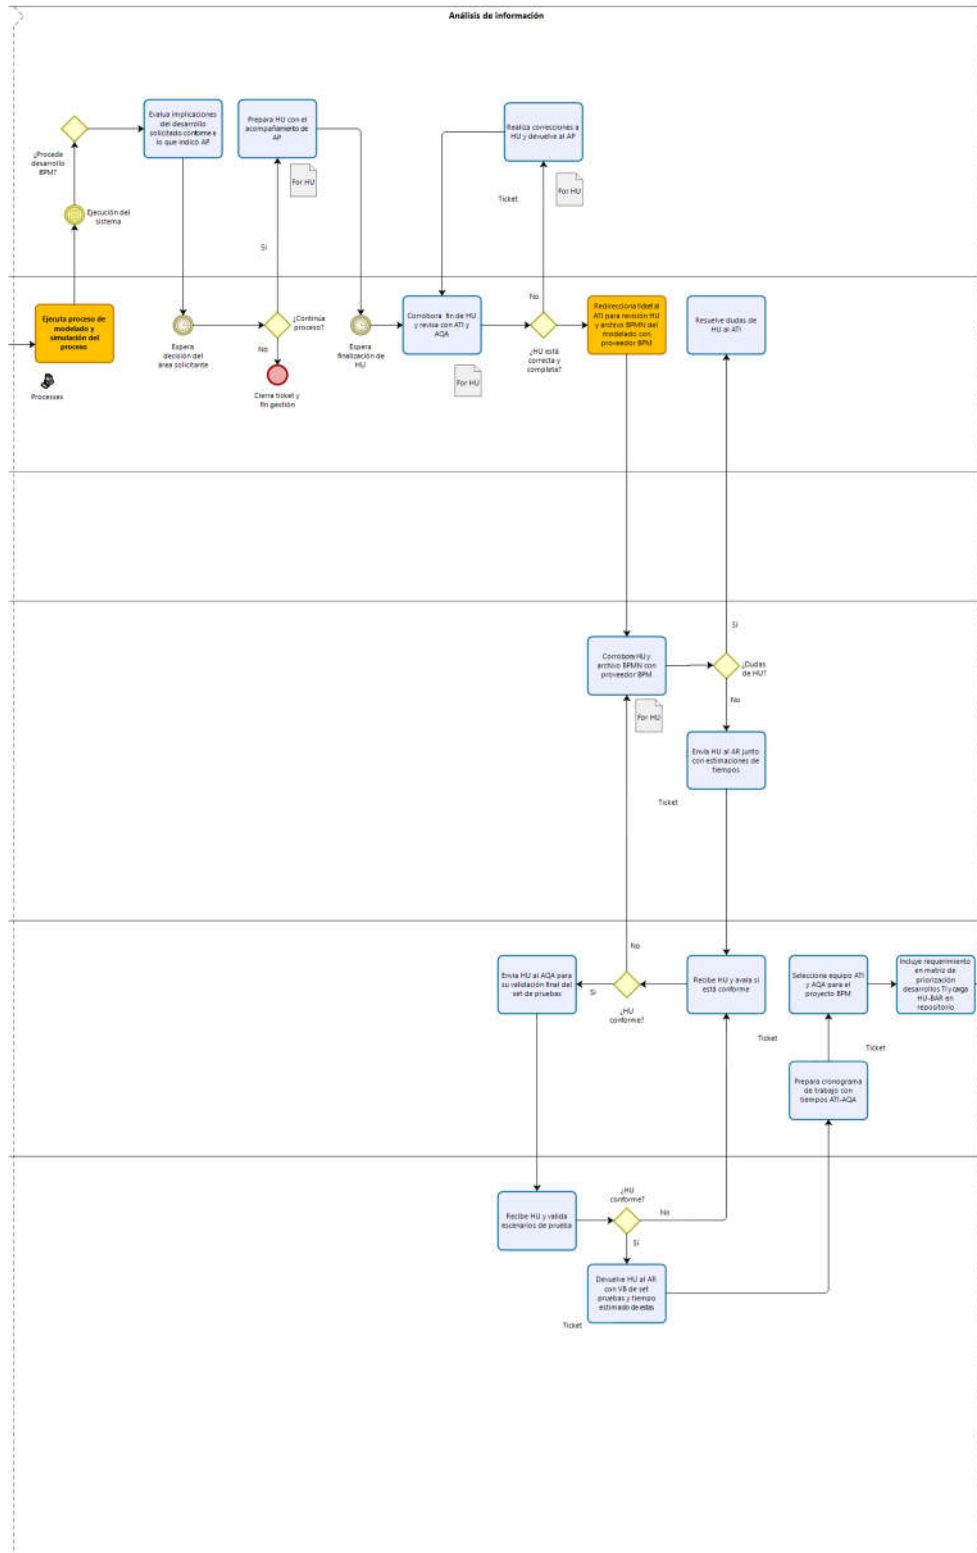 Análisis de información
Evalua implicaciones
del desarrollo
solicitado conforme a
lo que indicó AP
Prepara HU con el
acompañamiento de
AP
Realiza correcciones a
HU y devuelve al AP
¿Procede
desarrollo
BPM?
For HU
For HU
Ticket
Ejecución del
sistema
Sí
Ejecuta proceso de
modelado y
simulación del
proceso
Processes
Espera
decisión del
área solicitante
¿Continúa
proceso?
No
Cierra ticket y
fin gestión
Espera
finalización de
HU
Corrobora fin de HU
y revisa con ATI y
AQA
For HU
No
¿HU está
correcta y
completa?
Redirecciona ticket al
ATI para revisión HU
y archivo BPMN del
modelado con
proveedor BPM
Resuelve dudas de
HU al ATI
Sí
Corrobora HU y
archivo BPMN con
proveedor BPM
¿Dudas
de HU?
For HU
No
Envía HU al AR junto
con estimaciones de
tiempos
Ticket
No
Envía HU al AQA para
su validación final del
set de pruebas
Sí
¿HU
conforme?
Recibe HU y avala si
está conforme
Seleccione equipo ATI
y AQA para el
proyecto BPM
Incluye requerimiento
en matriz de
priorización
desarrollos TI y carga
HU-BAR en
repositorio
Ticket
Ticket
Prepara cronograma
de trabajo con
tiempos ATI-AQA
¿HU
conforme?
Recibe HU y valida
escenarios de prueba
No
Sí
Devuelve HU al AR
con VB de set
pruebas y tiempo
estimado de estas
Ticket